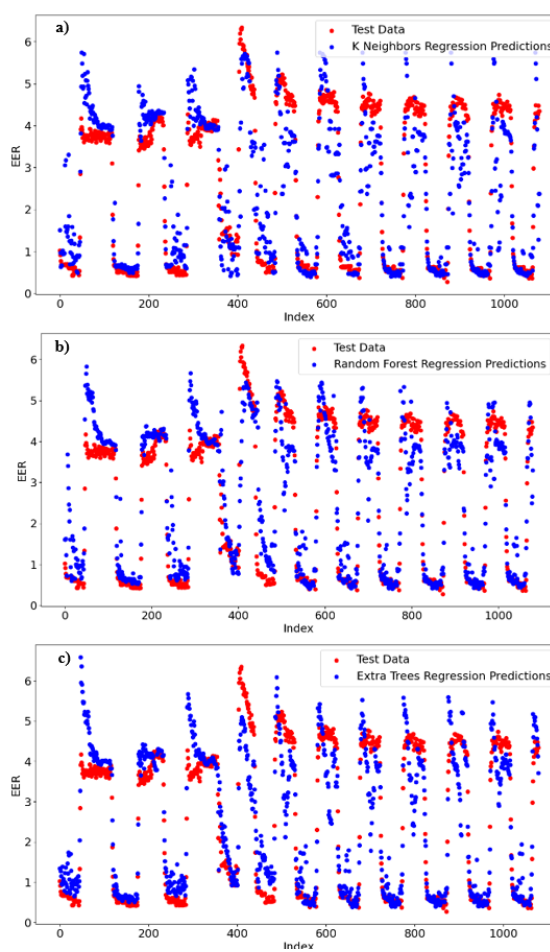 a)
Test Data
K Neighbors Regression Predictions
6
5
4
3
2
1
0
EER
0 200 400 600 800 1000
Index
b)
Test Data
Random Forest Regression Predictions
6
5
4
3
2
1
0
EER
0 200 400 600 800 1000
Index
c)
Test Data
Extra Trees Regression Predictions
6
5
4
3
2
1
0
EER
0 200 400 600 800 1000
Index